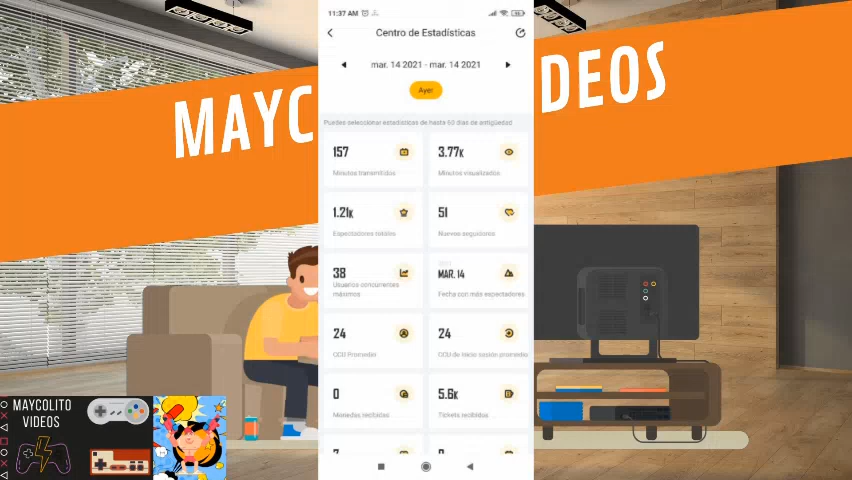 MAYC
DEOS
11:37 AM
Centro de Estadísticas
mar. 14 2021 - mar. 14 2021
Ayer
Puedes seleccionar estadísticas de hasta 60 días de antigüedad
157
Minutos transmitidos
3.77K
Minutos visualizados
1.21K
Espectadores totales
51
Nuevos seguidores
38
Usuarios concurrentes
máximos
2021
MAR. 14
Fecha con más espectadores
24
CCU Promedio
24
CCU de inicio sesión promedio
0
Monedas recibidas
5.6K
Tickets recibidos
MAYCOLITO
VIDEOS